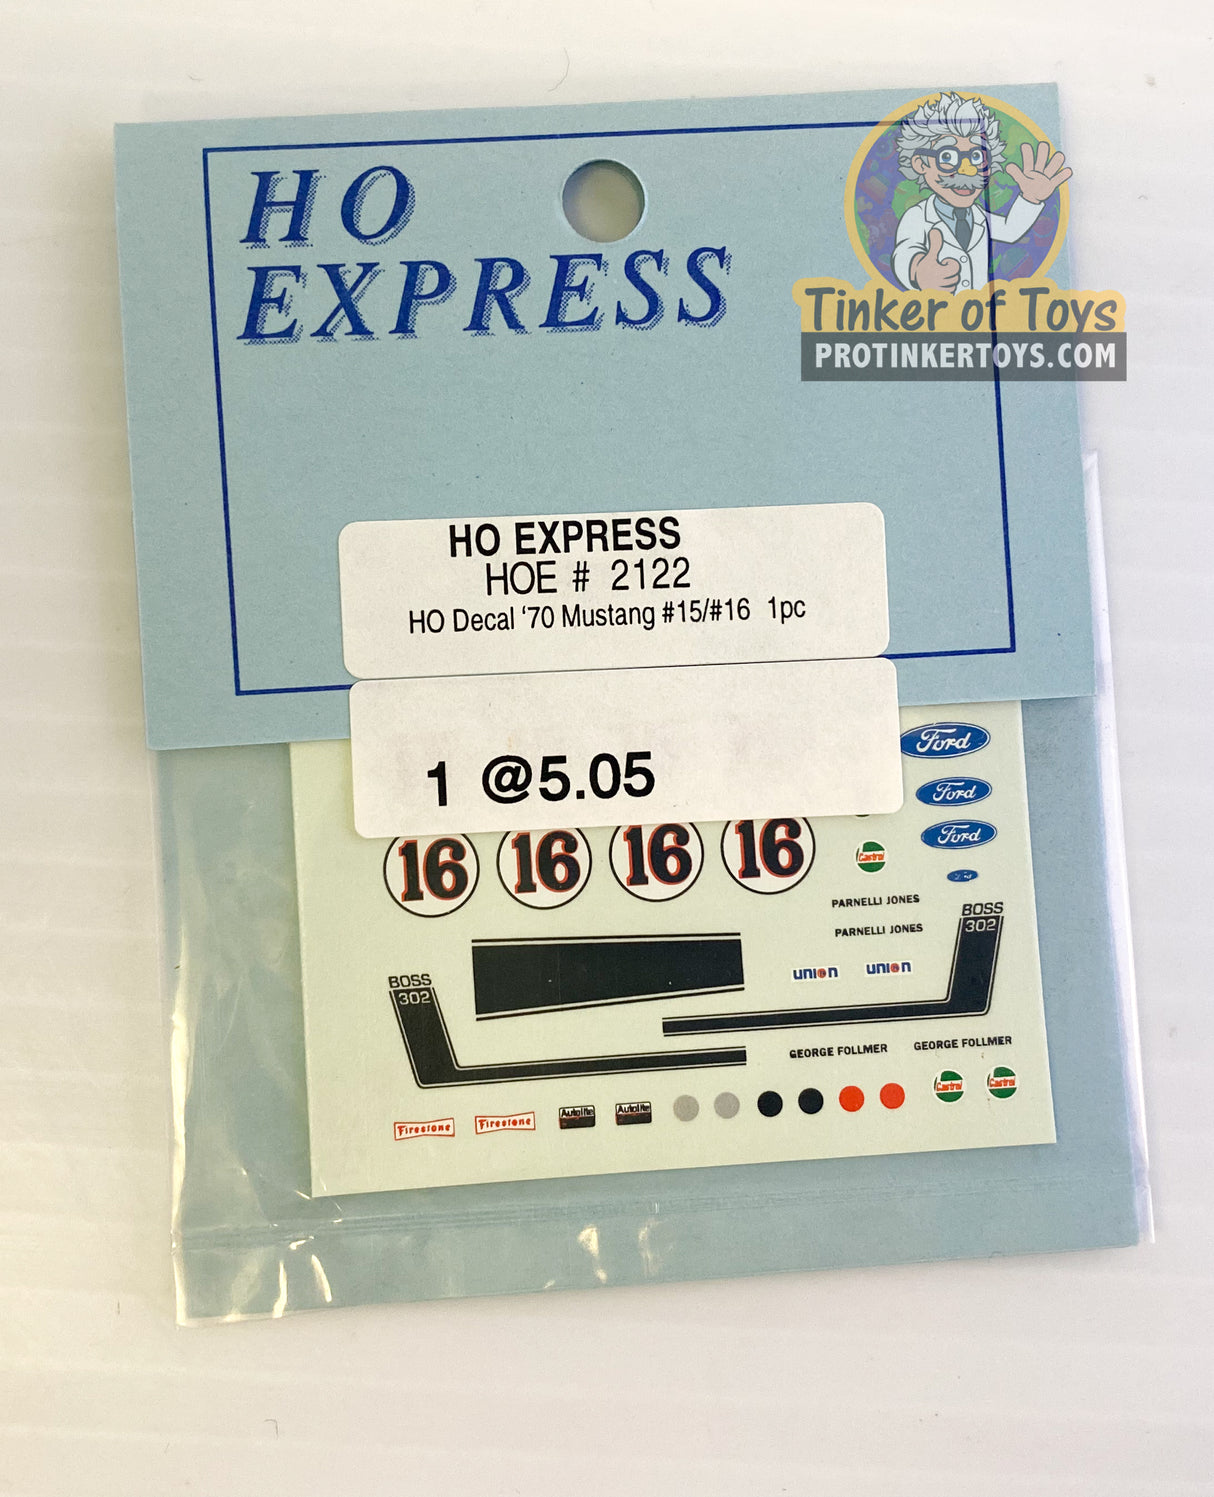 HO
EXPRESS
Tinker of Toys
PROTINKERTOYS.COM
HO EXPRESS
HOE # 2122
HO Decal ‘70 Mustang #15/#16 1pc
1 @5.05
Ford
Ford
Ford
16 16 16 16
Castrol
PARNELLI JONES
PARNELLI JONES
BOSS
302
union union
BOSS
302
GEORGE FOLLMER GEORGE FOLLMER
Castrol Castrol
Firestone Firestone Autolite Autolite